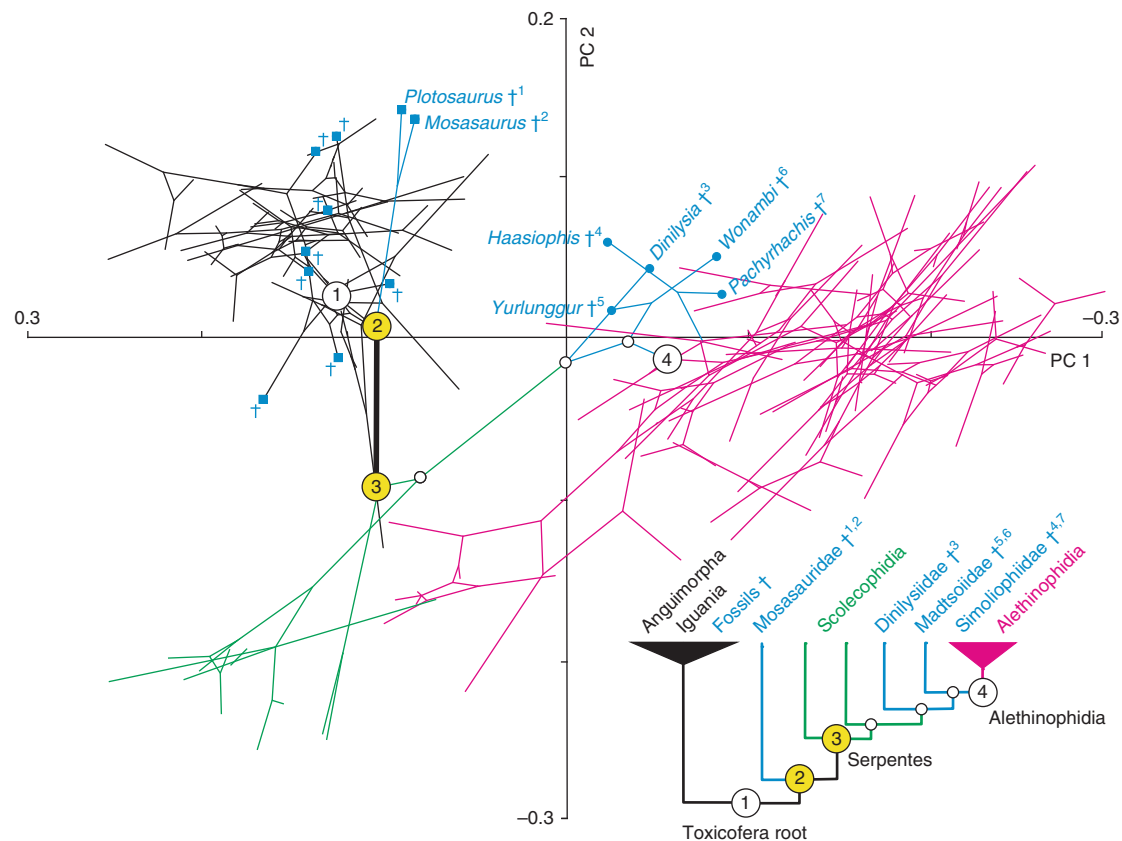 0.2
PC 2
Plotosaurus †1
Mosasaurus †2
†
†
†
†
†
†
†
†
1
2
3
4
Haasiophis †4
Dinilysia †3
Wonambi †6
Pachyrhachis †7
Yurlunggur †5
0.3
–0.3
PC 1
–0.3
Anguimorpha
Iguania
Fossils †
Mosasauridae †1,2
Scolecophidia
Dinilysiidae †3
Madtsoiidae †5,6
Simoliophiidae †4,7
Alethinophidia
4
Alethinophidia
3
Serpentes
2
1
Toxicofera root